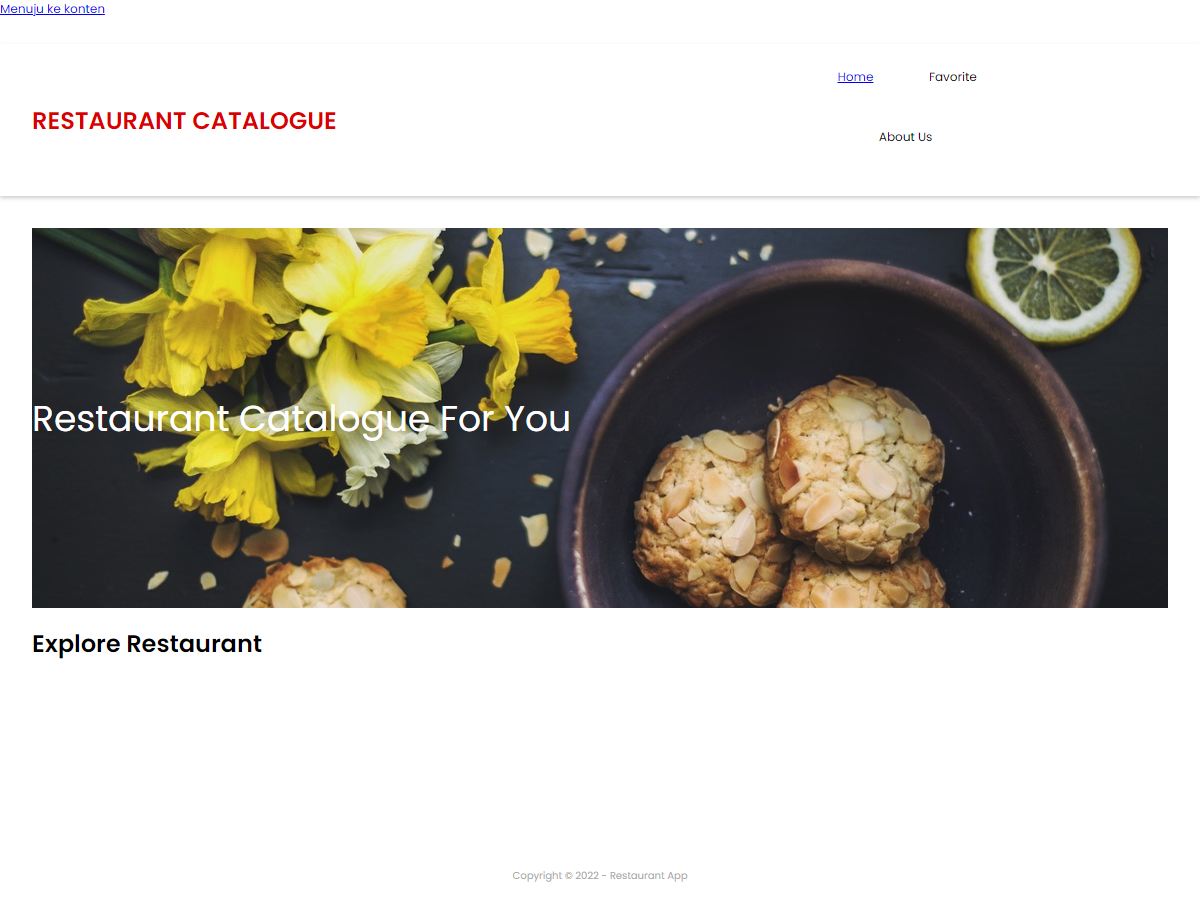 Menuju ke konten
Home
Favorite
RESTAURANT CATALOGUE
About Us
Restaurant Catalogue For You
Explore Restaurant
Copyright © 2022 - Restaurant App